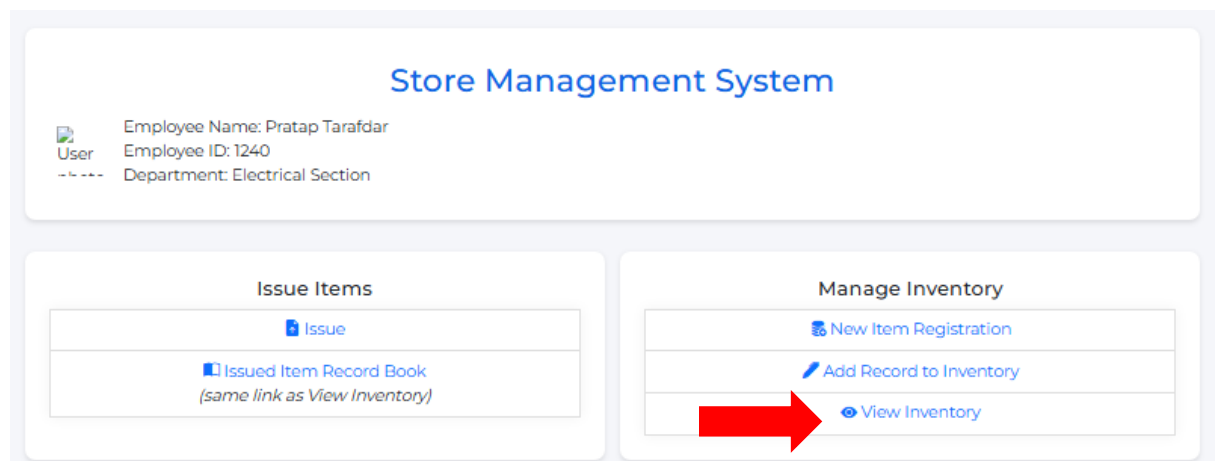 Store Management System
User
Employee Name: Pratap Tarafdar
Employee ID: 1240
Department: Electrical Section
Issue Items
Issue
Issued Item Record Book
(same link as View Inventory)
Manage Inventory
New Item Registration
Add Record to Inventory
View Inventory